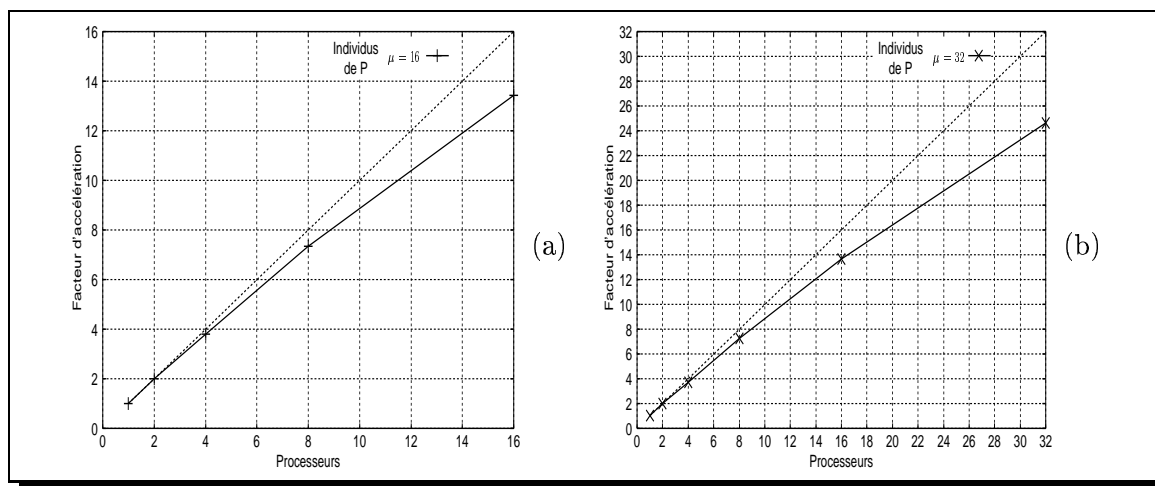 16
14
12
10
8
6
4
2
0
0 2 4 6 8 10 12 14 16
Facteur d'accélération
Processeurs
Individus
de P
μ = 16
(a)
32
30
28
26
24
22
20
18
16
14
12
10
8
6
4
2
0
0 2 4 6 8 10 12 14 16 18 20 22 24 26 28 30 32
Facteur d'accélération
Processeurs
Individus
de P
μ = 32
(b)